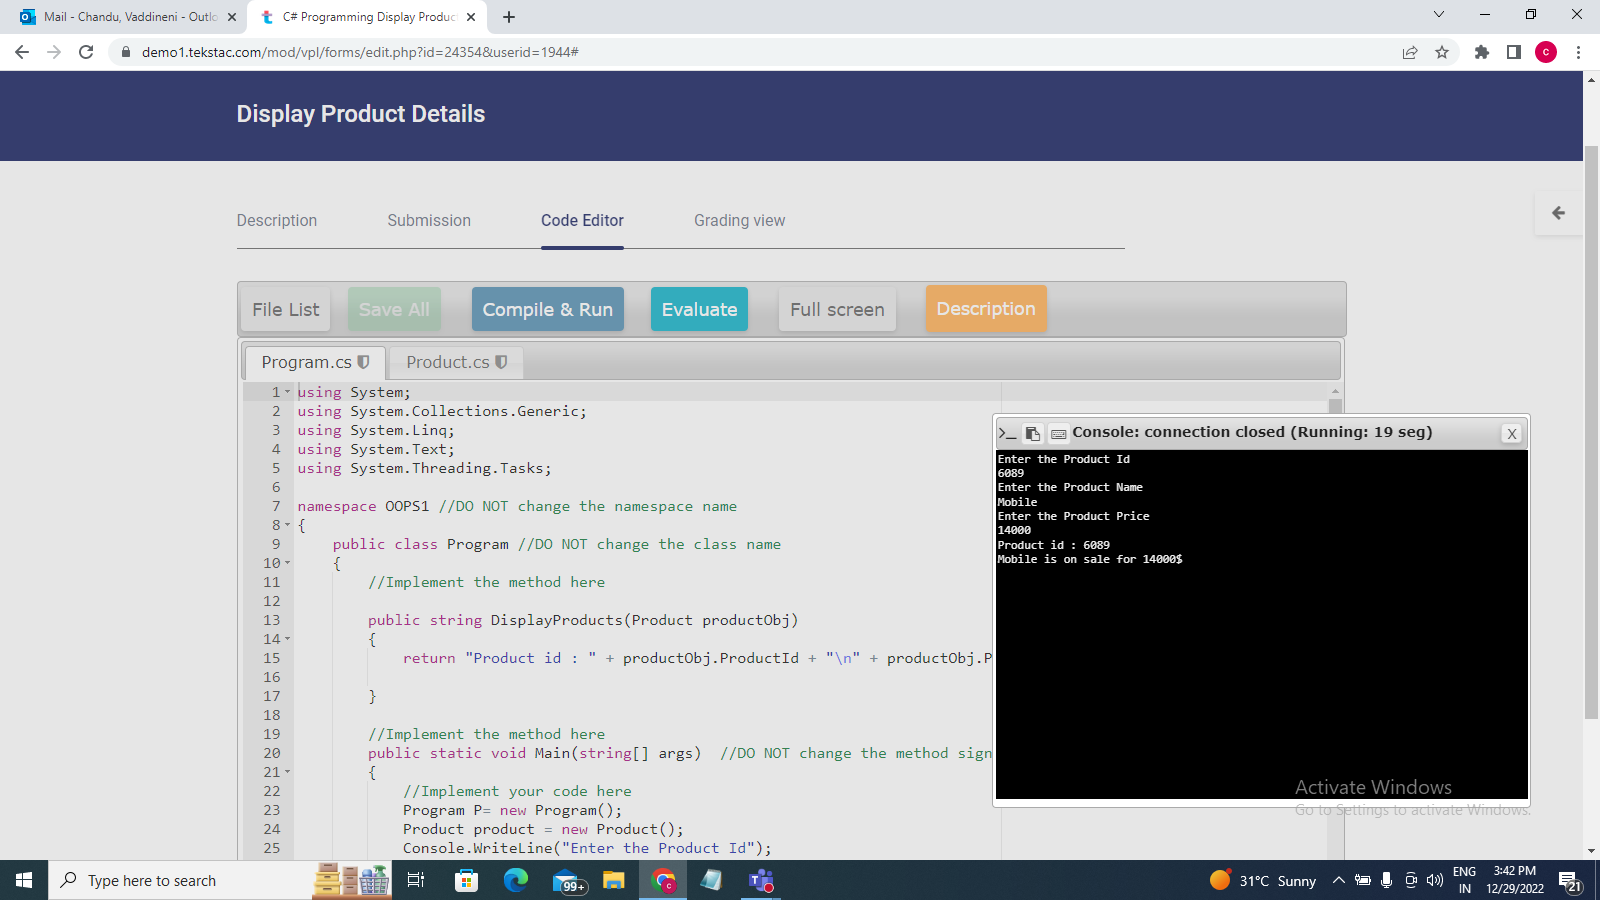 Mail - Chandu, Vaddineni - Outlo
C# Programming Display Produc
demo1.tekstac.com/mod/vpl/forms/edit.php?id=24354&userid=1944#
Display Product Details
Description Submission Code Editor Grading view
File List Save All Compile & Run Evaluate Full screen Description
Program.cs Product.cs
1 using System;
2 using System.Collections.Generic;
3 using System.Linq;
4 using System.Text;
5 using System.Threading.Tasks;
6
7 namespace OOPS1 //DO NOT change the namespace name
8 {
9 public class Program //DO NOT change the class name
10 {
11 //Implement the method here
12
13 public string DisplayProducts(Product productObj)
14 {
15 return "Product id : " + productObj.ProductId + "\n" + productObj.P
16
17 }
18
19 //Implement the method here
20 public static void Main(string[] args) //DO NOT change the method sign
21 {
22 //Implement your code here
23 Program P= new Program();
24 Product product = new Product();
25 Console.WriteLine("Enter the Product Id");
>_ Console: connection closed (Running: 19 seg) X
Enter the Product Id
6089
Enter the Product Name
Mobile
Enter the Product Price
14000
Product id : 6089
Mobile is on sale for 14000$
Activate Windows
Go to Settings to activate Windows.
Type here to search
99+
31°C Sunny
ENG
IN
3:42 PM
12/29/2022
21